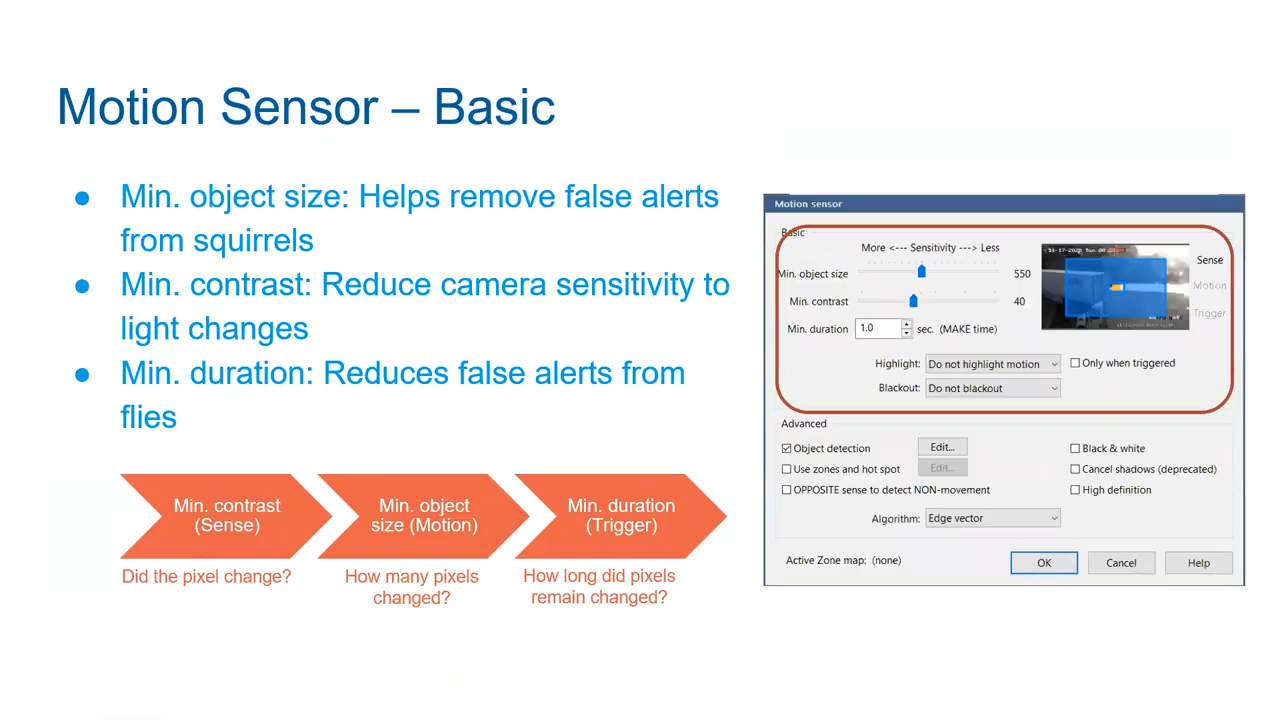 Motion Sensor – Basic
● Min. object size: Helps remove false alerts
from squirrels
● Min. contrast: Reduce camera sensitivity to
light changes
● Min. duration: Reduces false alerts from
flies
Min. contrast
(Sense)
Min. object
size (Motion)
Min. duration
(Trigger)
Did the pixel change?
How many pixels
changed?
How long did pixels
remain changed?
Motion sensor
Basic
More <--- Sensitivity ---> Less
Min. object size 550
Min. contrast 40
Min. duration 1.0 sec. (MAKE time)
Sense
Motion
Trigger
Highlight: Do not highlight motion Only when triggered
Blackout: Do not blackout
Advanced
Object detection Edit... Black & white
Use zones and hot spot Edit... Cancel shadows (deprecated)
OPPOSITE sense to detect NON-movement High definition
Algorithm: Edge vector
Active Zone map: (none) OK Cancel Help